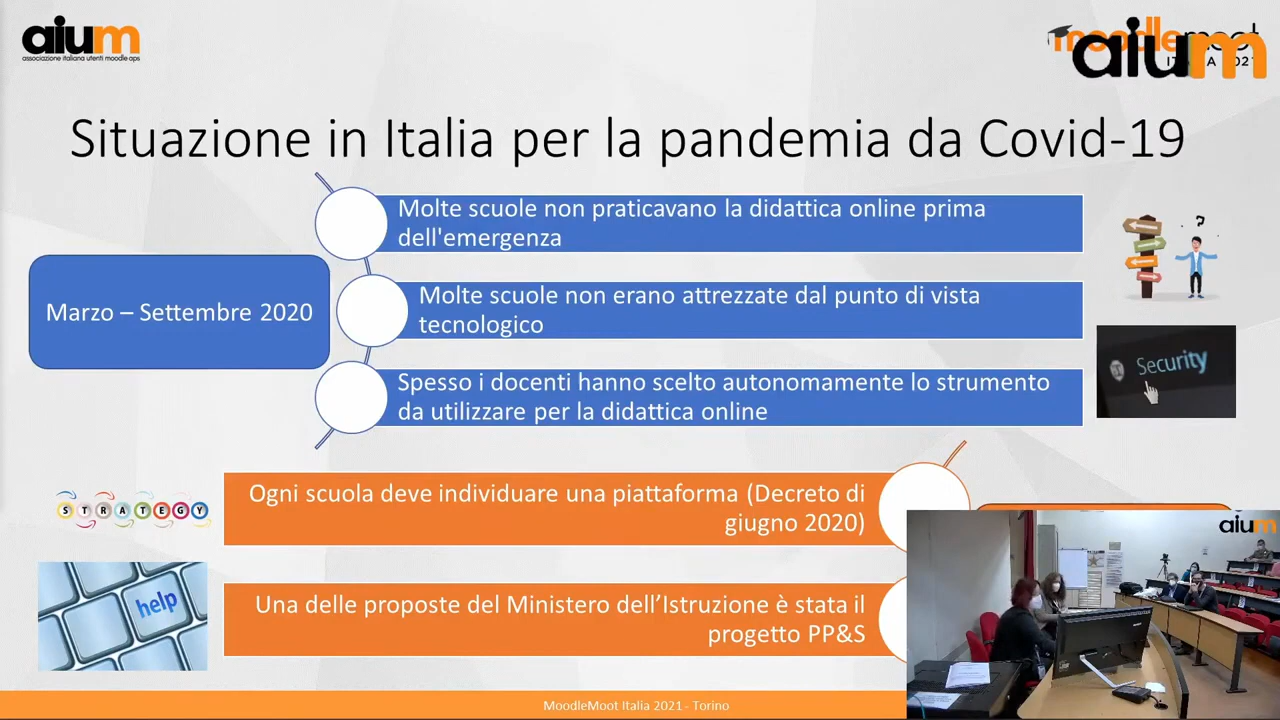 aium
associazione italiana utenti moodle aps
aium
Situazione in Italia per la pandemia da Covid-19
Molte scuole non praticavano la didattica online prima
dell'emergenza
Marzo – Settembre 2020
Molte scuole non erano attrezzate dal punto di vista
tecnologico
Security
Spesso i docenti hanno scelto autonomamente lo strumento
da utilizzare per la didattica online
Ogni scuola deve individuare una piattaforma (Decreto di
giugno 2020)
STRATEGY
aium
help
Una delle proposte del Ministero dell’Istruzione è stata il
progetto PP&S
MoodleMoot Italia 2021 - Torino